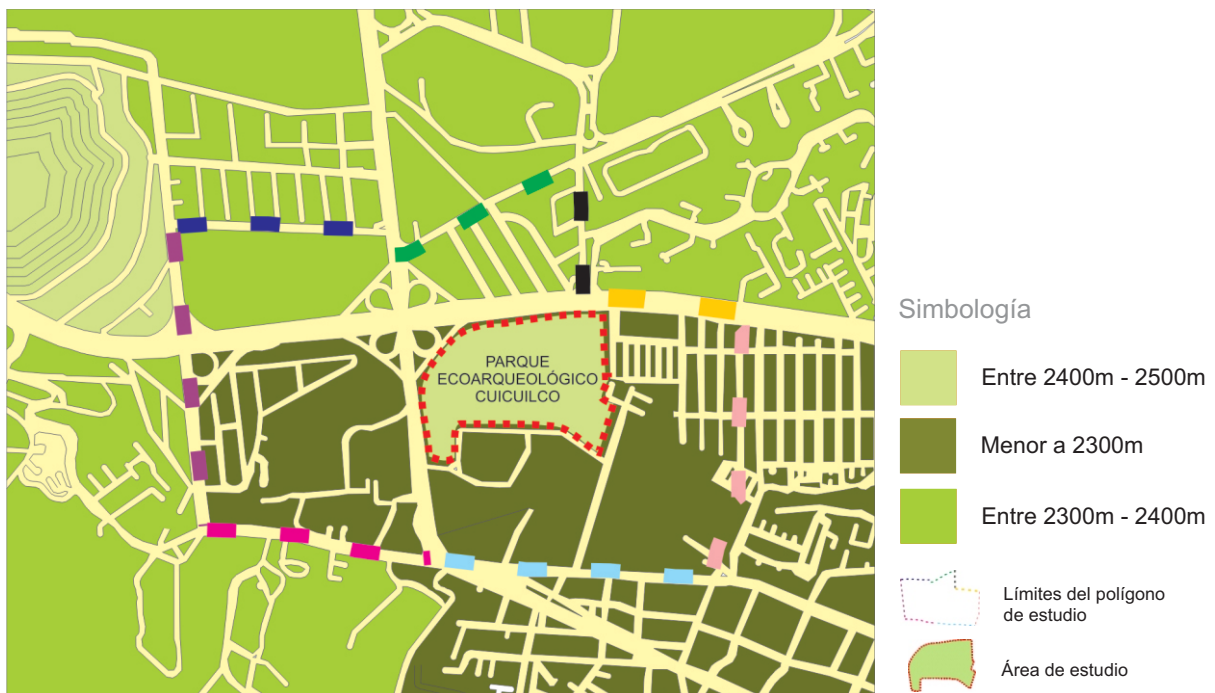 PARQUE
ECOARQUEOLÓGICO
CUICUILCO
Simbología
Entre 2400m - 2500m
Menor a 2300m
Entre 2300m - 2400m
Límites del polígono
de estudio
Área de estudio